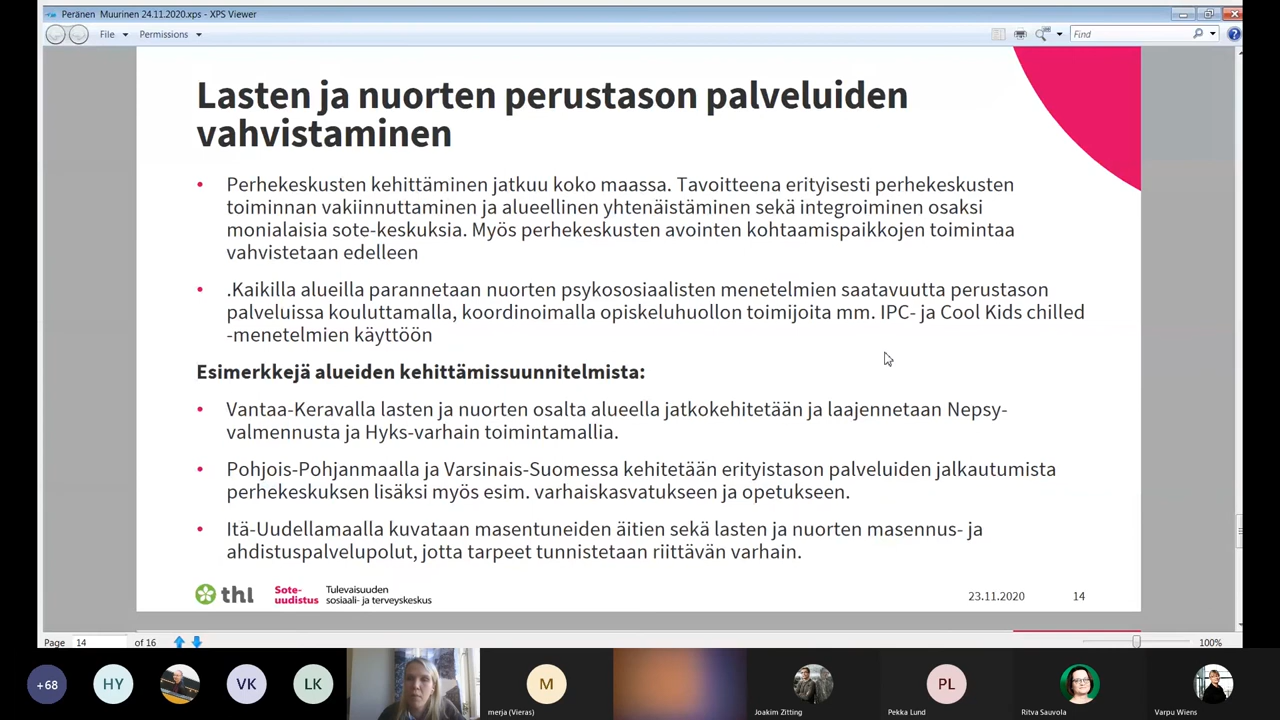 Peränen Muurinen 24.11.2020.xps - XPS Viewer
File Permissions Find
Lasten ja nuorten perustason palveluiden
vahvistaminen
• Perhekeskusten kehittäminen jatkuu koko maassa. Tavoitteena erityisesti perhekeskusten
toiminnan vakiinnuttaminen ja alueellinen yhtenäistäminen sekä integroiminen osaksi
monialaisia sote-keskuksia. Myös perhekeskusten avointen kohtaamispaikkojen toimintaa
vahvistetaan edelleen
• .Kaikilla alueilla parannetaan nuorten psykososiaalisten menetelmien saatavuutta perustason
palveluissa kouluttamalla, koordinoimalla opiskeluhuollon toimijoita mm. IPC- ja Cool Kids chilled
-menetelmien käyttöön
Esimerkkejä alueiden kehittämissuunnitelmista:
• Vantaa-Keravalla lasten ja nuorten osalta alueella jatkokehitetään ja laajennetaan Nepsy-
valmennusta ja Hyks-varhain toimintamallia.
• Pohjois-Pohjanmaalla ja Varsinais-Suomessa kehitetään erityistason palveluiden jalkautumista
perhekeskuksen lisäksi myös esim. varhaiskasvatukseen ja opetukseen.
• Itä-Uudellamaalla kuvataan masentuneiden äitien sekä lasten ja nuorten masennus- ja
ahdistuspalvelupolut, jotta tarpeet tunnistetaan riittävän varhain.
thl
Sote-
uudistus
Tulevaisuuden
sosiaali- ja terveyskeskus
23.11.2020 14
Page 14 of 16 100%
+68 HY VK LK M PL
merja (Vieras) Joakim Zitting Pekka Lund Ritva Sauvola Varpu Wiens